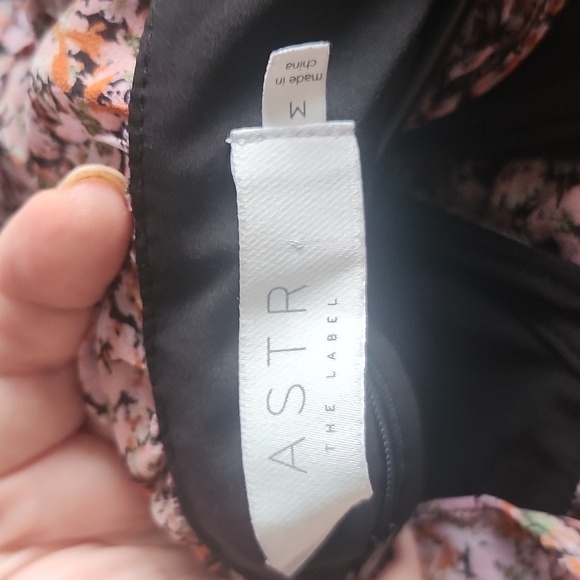 ASTR
THE LABEL
M
made in
china